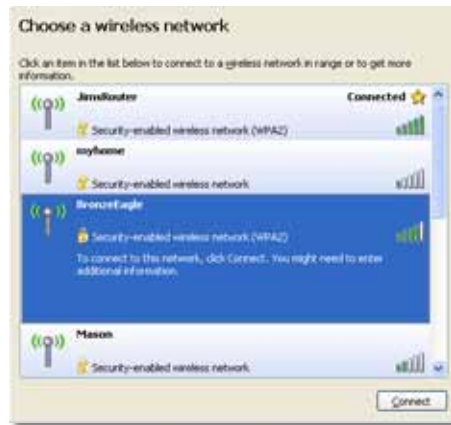 Choose a wireless network
Click an item in the list below to connect to a wireless network in range or to get more
information.
JimsRouter Connected
Security-enabled wireless network (WPA2)
myhome
Security-enabled wireless network
BronzeEagle
Security-enabled wireless network (WPA2)
To connect to this network, click Connect. You might need to enter
additional information.
Mason
Security-enabled wireless network
Connect